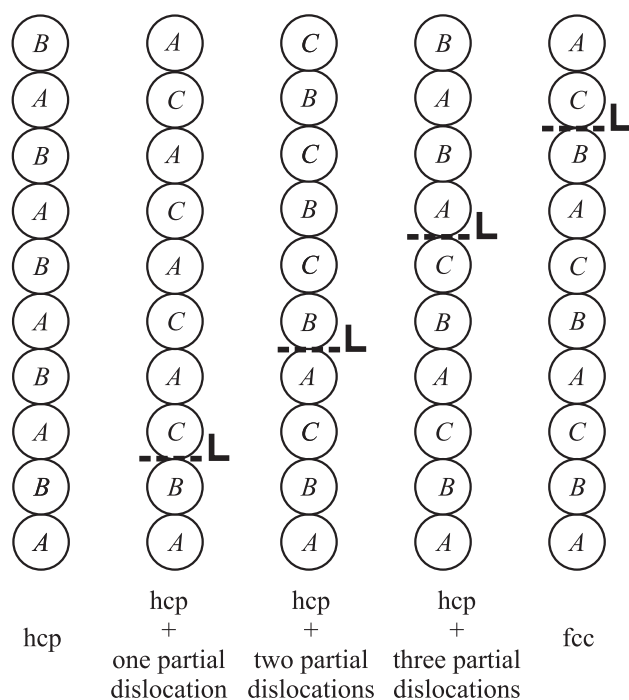 B A C B A
A C B A C
B A C B B
A C B A A
B A C C C
A C B B B
B A A A A
A C C C C
B B B B B
A A A A A
hcp
hcp
+
one partial
dislocation
hcp
+
two partial
dislocations
hcp
+
three partial
dislocations
fcc